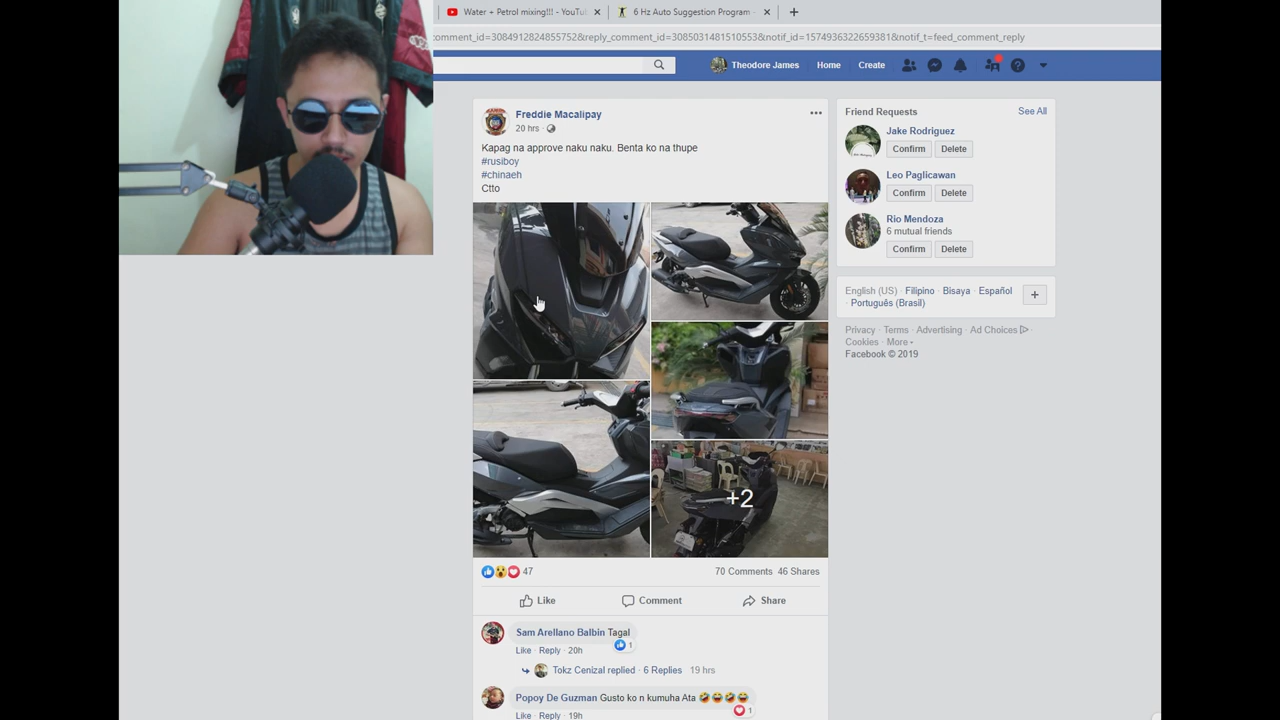 Water + Petrol mixing!!! - YouTu
6 Hz Auto Suggestion Program -
comment_id=3084912824855752&reply_comment_id=3085031481510553&notif_id=1574936322659381&notif_t=feed_comment_reply
Theodore James Home Create
Freddie Macalipay
20 hrs ·
Kapag na approve naku naku. Benta ko na thupe
#rusiboy
#chinaeh
Ctto
+2
47 70 Comments 46 Shares
Like Comment Share
Sam Arellano Balbin Tagal
1
Like · Reply · 20h
Tokz Cenizal replied · 6 Replies 19 hrs
Popoy De Guzman Gusto ko n kumuha Ata 🤣😂🤣😂
1
Like · Reply · 19h
Friend Requests See All
Jake Rodriguez
Confirm Delete
Leo Paglicawan
Confirm Delete
Rio Mendoza
6 mutual friends
Confirm Delete
English (US) · Filipino · Bisaya · Español
· Português (Brasil)
Privacy · Terms · Advertising · Ad Choices
Cookies · More
Facebook © 2019